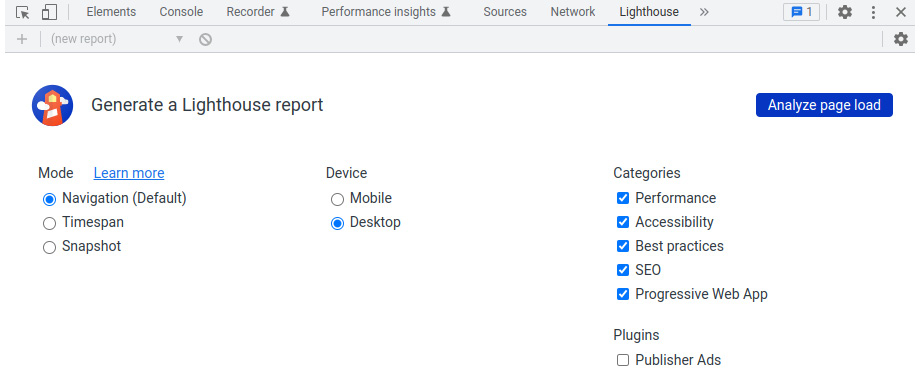 Elements Console Recorder Performance insights Sources Network Lighthouse » 1
(new report)
Generate a Lighthouse report Analyze page load
Mode Learn more Device Categories
Navigation (Default) Mobile Performance
Timespan Desktop Accessibility
Snapshot Best practices
SEO
Progressive Web App
Plugins
Publisher Ads